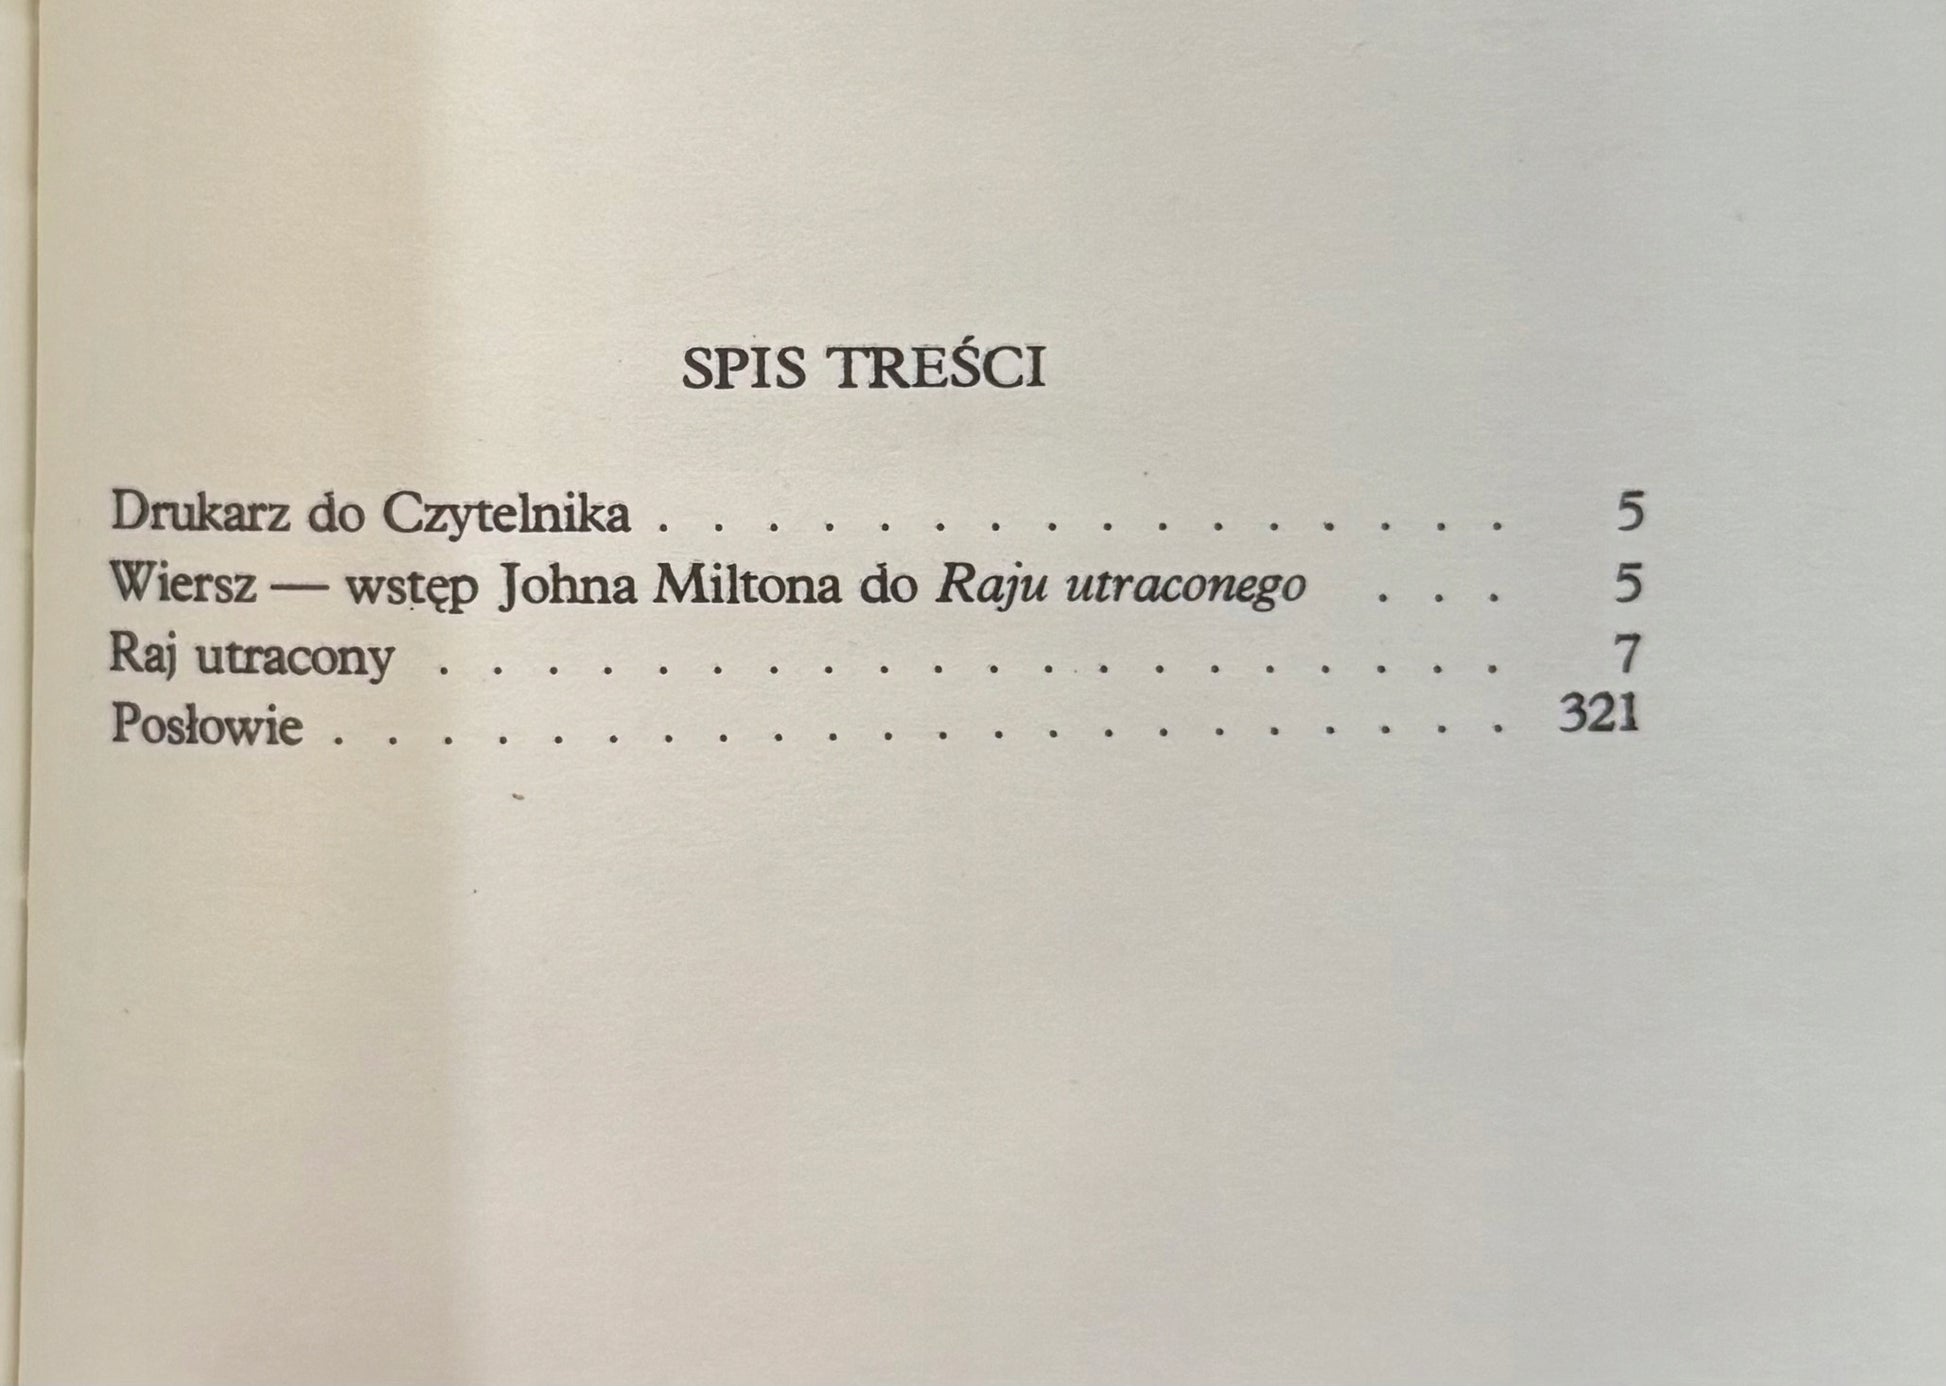 SPIS TREŚCI
Drukarz do Czytelnika . . . . . . . . . . . . . . . . 5
Wiersz — wstęp Johna Miltona do Raju utraconego . . . 5
Raj utracony . . . . . . . . . . . . . . . . . . . . 7
Posłowie . . . . . . . . . . . . . . . . . . . . . . 321